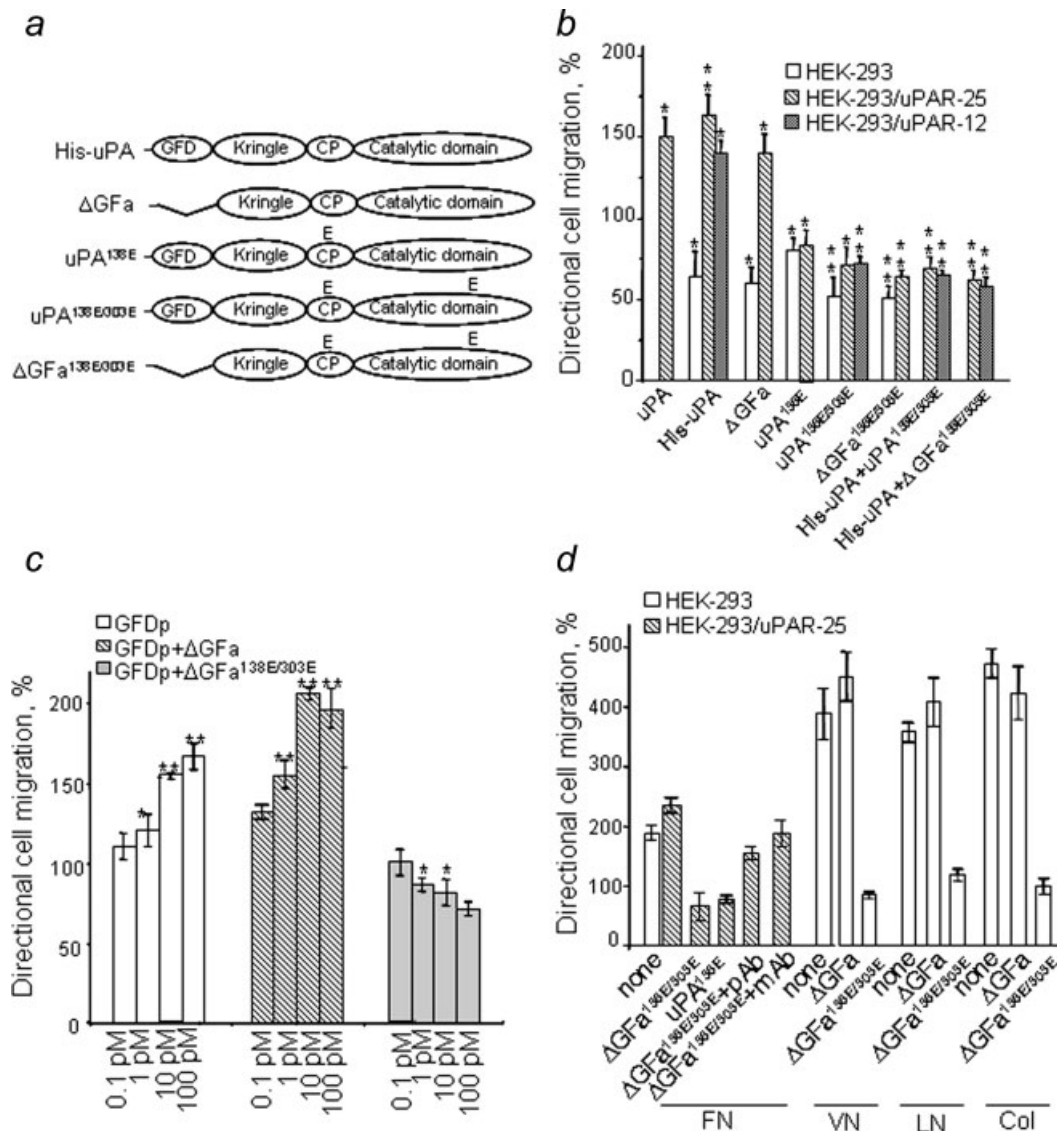 a
His-uPA GFD Kringle CP Catalytic domain
ΔGFa Kringle CP Catalytic domain
E
uPA138E GFD Kringle CP Catalytic domain
E E
uPA138E/303E GFD Kringle CP Catalytic domain
E E
ΔGFa138E/303E Kringle CP Catalytic domain
b
Directional cell migration, %
200
150
100
50
0
HEK-293
HEK-293/uPAR-25
HEK-293/uPAR-12
* * * * * * * * * * * * * * * * * * * * * * * *
uPA
His-uPA
ΔGFa
uPA138E
uPA138E/303E
ΔGFa138E/303E
His-uPA+uPA138E/303E
His-uPA+ΔGFa138E/303E
c
GFDp
GFDp+ΔGFa
GFDp+ΔGFa138E/303E
Directional cell migration, %
200
150
100
50
0
* ** ** ** ** ** * *
0.1 pM 1 pM 10 pM 100 pM
0.1 pM 1 pM 10 pM 100 pM
0.1 pM 1 pM 10 pM 100 pM
d
HEK-293
HEK-293/uPAR-25
Directional cell migration, %
500
400
300
200
100
0
none
ΔGFa138E/303E
uPA138E
ΔGFa138E/303E+pAb
ΔGFa138E/303E+mAb
none
ΔGFa
ΔGFa138E/303E
none
ΔGFa
ΔGFa138E/303E
none
ΔGFa
ΔGFa138E/303E
FN VN LN Col